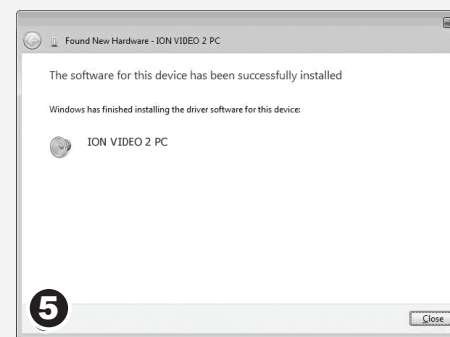 Found New Hardware - ION VIDEO 2 PC
The software for this device has been successfully installed
Windows has finished installing the driver software for this device:
ION VIDEO 2 PC
5
Close